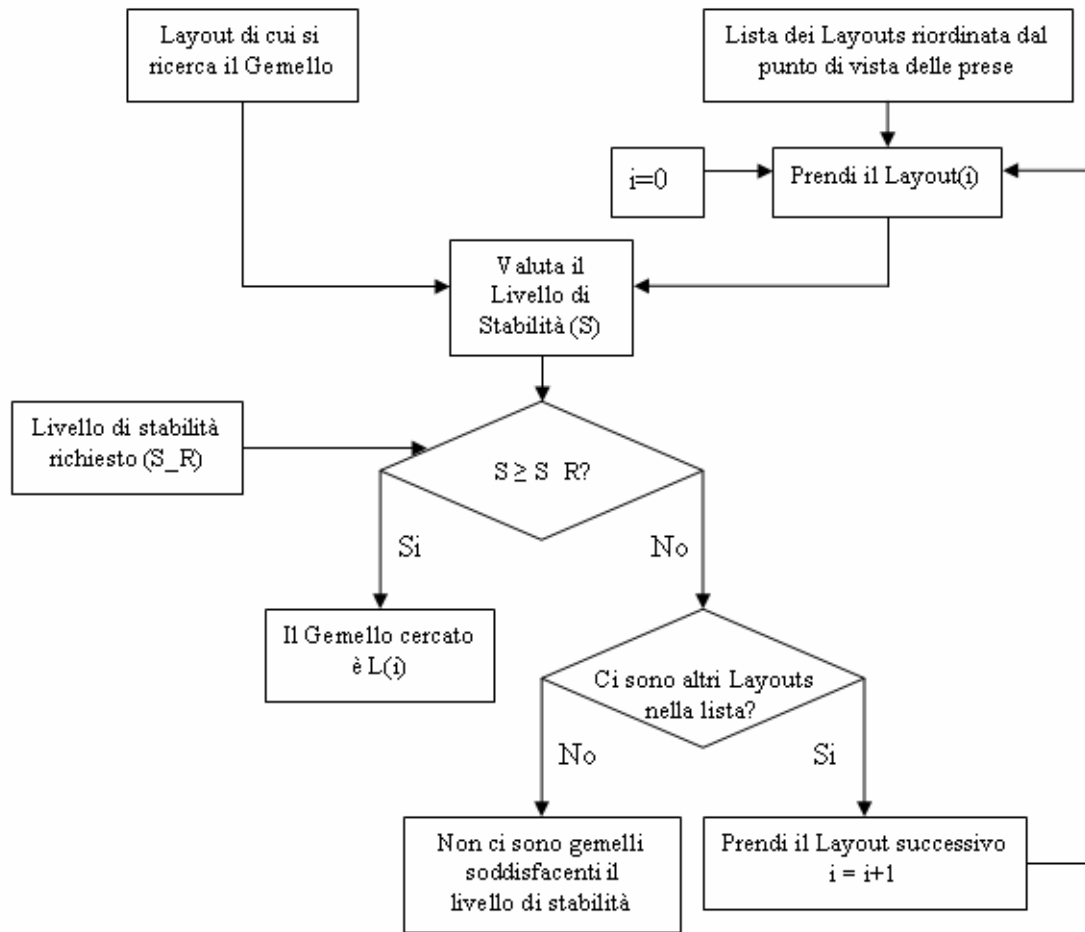 Layout di cui si
ricerca il Gemello
Lista dei Layouts riordinata dal
punto di vista delle prese
i=0
Prendi il Layout(i)
Valuta il
Livello di
Stabilità (S)
Livello di stabilità
richiesto (S_R)
S ≥ S R?
Si
No
Il Gemello cercato
è L(i)
Ci sono altri Layouts
nella lista?
No
Si
Non ci sono gemelli
soddisfacenti il
livello di stabilità
Prendi il Layout successivo
i = i+1